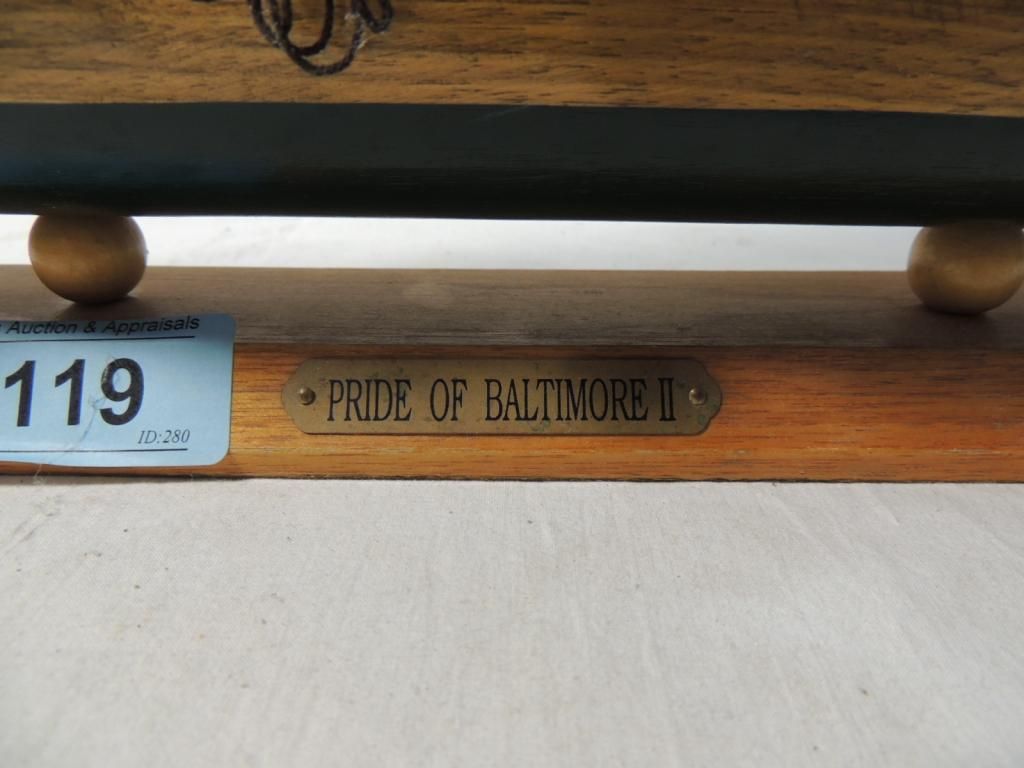 Auction & Appraisals
119
ID:280
PRIDE OF BALTIMORE II